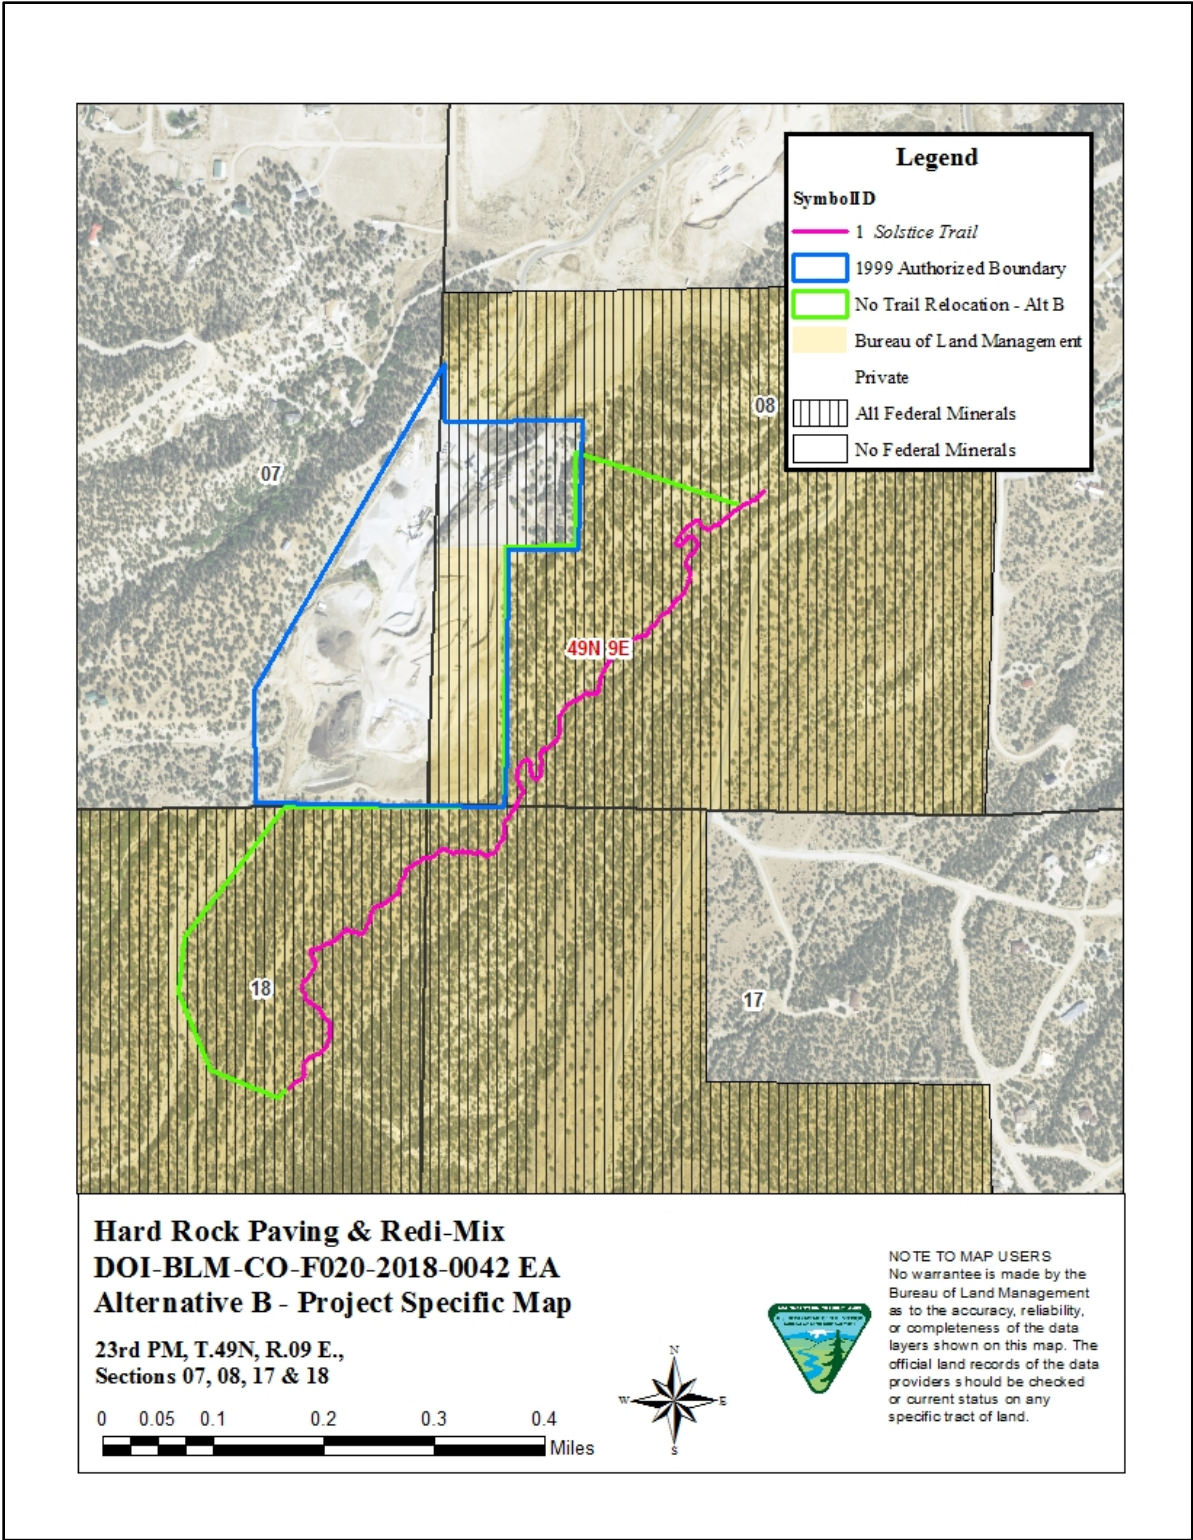 Legend
Symbol ID
1 Solstice Trail
1999 Authorized Boundary
No Trail Relocation - Alt B
Bureau of Land Management
Private
All Federal Minerals
No Federal Minerals
08
07
49N 9E
18
17
Hard Rock Paving & Redi-Mix
DOI-BLM-CO-F020-2018-0042 EA
Alternative B - Project Specific Map
23rd PM, T.49N, R.09 E.,
Sections 07, 08, 17 & 18
0 0.05 0.1 0.2 0.3 0.4
Miles
N
W E
S
NOTE TO MAP USERS
No warrantee is made by the
Bureau of Land Management
as to the accuracy, reliability,
or completeness of the data
layers shown on this map. The
official land records of the data
providers should be checked
or current status on any
specific tract of land.